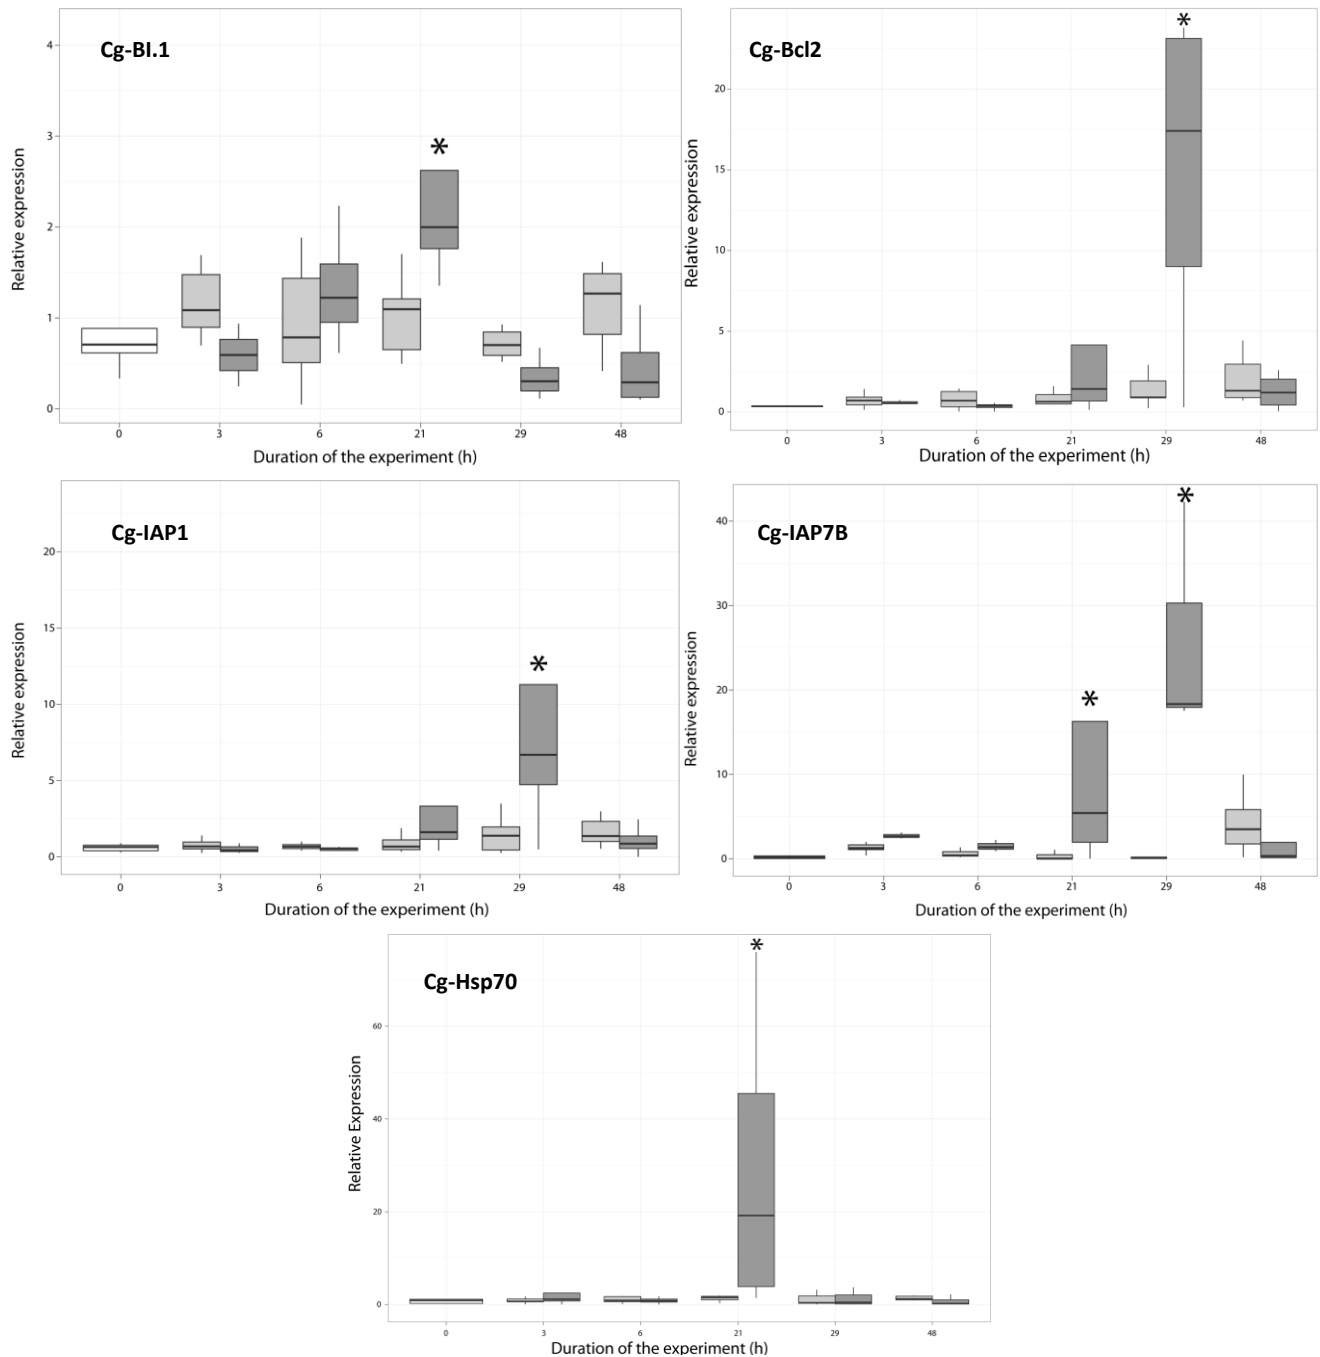 Cg-BI.1
*
Relative expression
4
3
2
1
0
0 3 6 21 29 48
Duration of the experiment (h)
Cg-Bcl2
*
Relative expression
20
15
10
5
0
0 3 6 21 29 48
Duration of the experiment (h)
Cg-IAP1
*
Relative expression
20
15
10
5
0
0 3 6 21 29 48
Duration of the experiment (h)
Cg-IAP7B
* *
Relative expression
40
30
20
10
0
0 3 6 21 29 48
Duration of the experiment (h)
Cg-Hsp70
*
Relative Expression
60
40
20
0
0 3 6 21 29 48
Duration of the experiment (h)